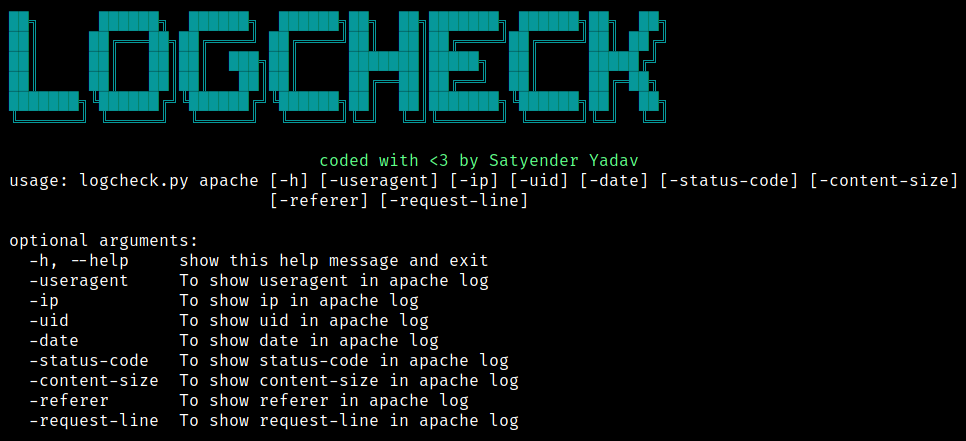 LOGCHECK
coded with <3 by Satyender Yadav
usage: logcheck.py apache [-h] [-useragent] [-ip] [-uid] [-date] [-status-code] [-content-size]
[-referer] [-request-line]
optional arguments:
-h, --help     show this help message and exit
-useragent     To show useragent in apache log
-ip            To show ip in apache log
-uid           To show uid in apache log
-date          To show date in apache log
-status-code   To show status-code in apache log
-content-size  To show content-size in apache log
-referer       To show referer in apache log
-request-line  To show request-line in apache log